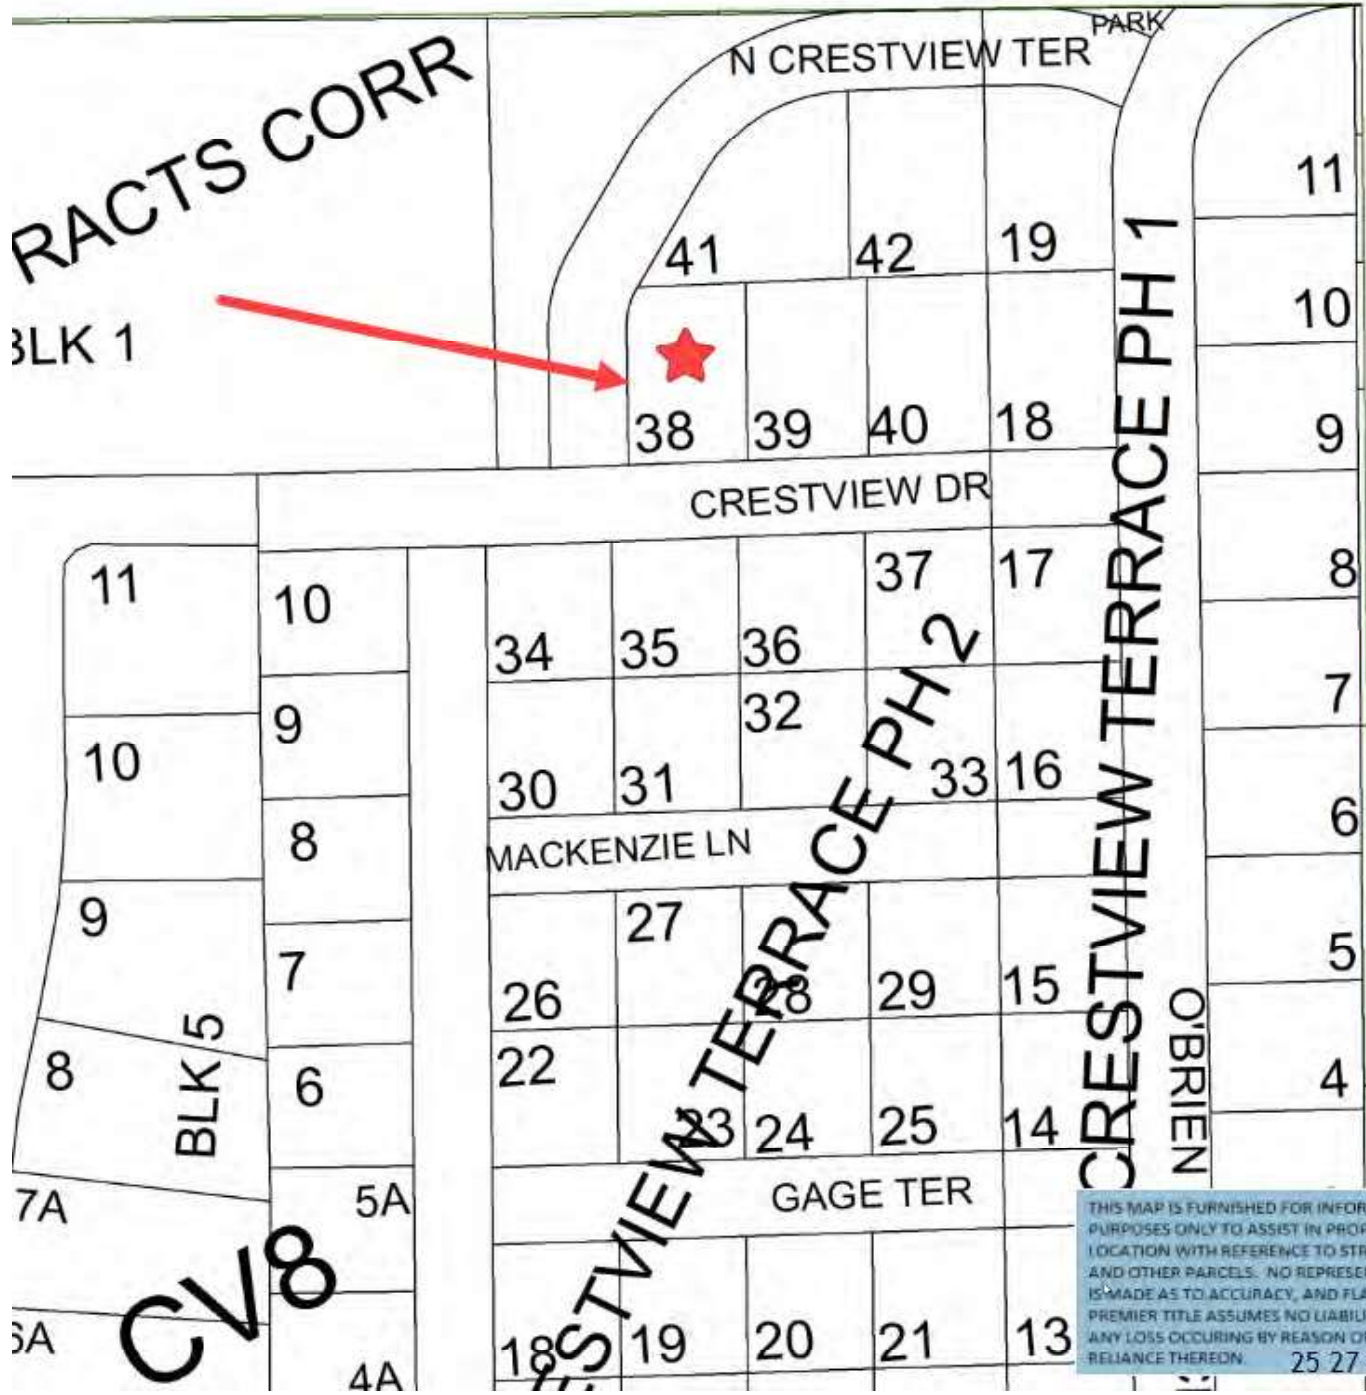 PARK
N CRESTVIEW TER
RACTS CORR
BLK 1
11
41
42
19
10
38
39
40
18
9
CRESTVIEW DR
CRESTVIEW TERRACE PH 1
11
10
34
35
36
37
17
8
9
32
7
10
30
31
33
16
8
MACKENZIE LN
6
9
27
7
26
28
29
15
5
O'BRIEN
BLK 5
8
6
22
4
23
24
25
14
ESTVIEW TERRACE PH 2
7A
5A
GAGE TER
CV8
6A
4A
18
19
20
21
13
THIS MAP IS FURNISHED FOR INFOR
PURPOSES ONLY TO ASSIST IN PROP
LOCATION WITH REFERENCE TO STR
AND OTHER PARCELS. NO REPRESE
IS MADE AS TO ACCURACY, AND FLA
PREMIER TITLE ASSUMES NO LIABIL
ANY LOSS OCCURING BY REASON OF
RELIANCE THEREON.
25 27